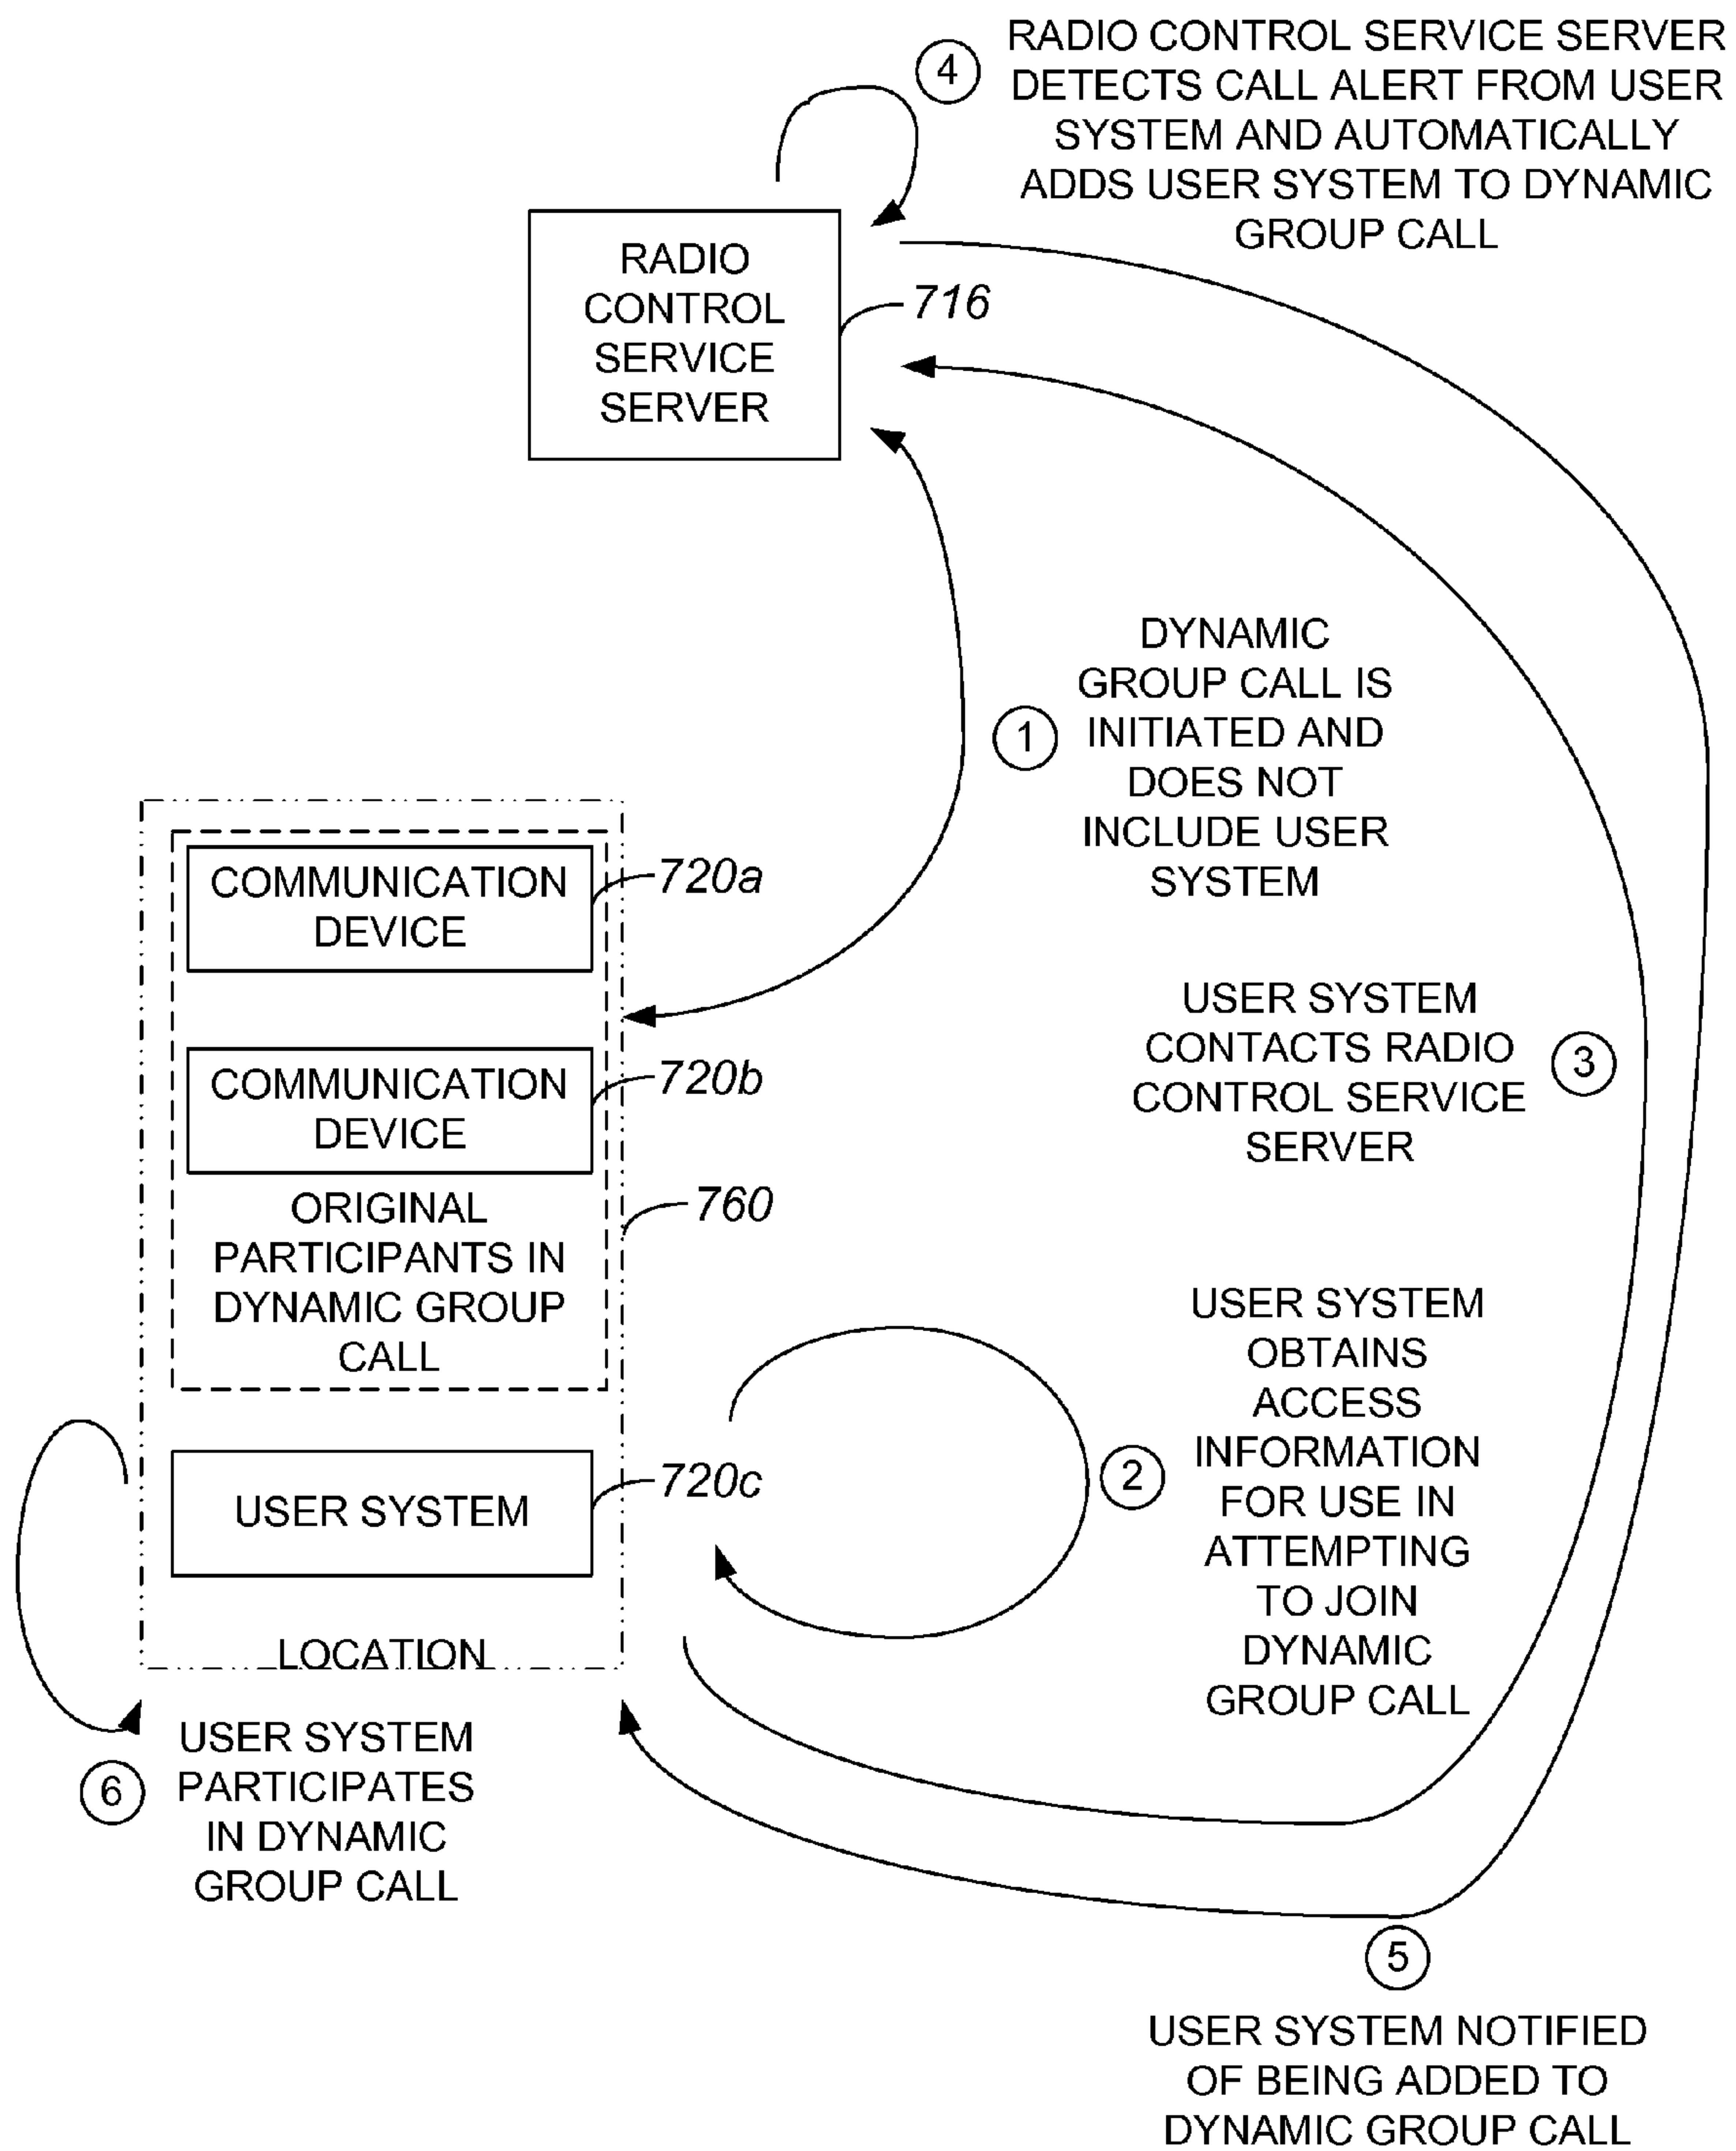 4
RADIO CONTROL SERVICE SERVER
DETECTS CALL ALERT FROM USER
SYSTEM AND AUTOMATICALLY
ADDS USER SYSTEM TO DYNAMIC
GROUP CALL
RADIO
CONTROL
SERVICE
SERVER
716
1
DYNAMIC
GROUP CALL IS
INITIATED AND
DOES NOT
INCLUDE USER
SYSTEM
COMMUNICATION
DEVICE
720a
COMMUNICATION
DEVICE
720b
ORIGINAL
PARTICIPANTS IN
DYNAMIC GROUP
CALL
760
USER SYSTEM
CONTACTS RADIO
CONTROL SERVICE
SERVER
3
USER SYSTEM
720c
LOCATION
2
USER SYSTEM
OBTAINS
ACCESS
INFORMATION
FOR USE IN
ATTEMPTING
TO JOIN
DYNAMIC
GROUP CALL
6
USER SYSTEM
PARTICIPATES
IN DYNAMIC
GROUP CALL
5
USER SYSTEM NOTIFIED
OF BEING ADDED TO
DYNAMIC GROUP CALL